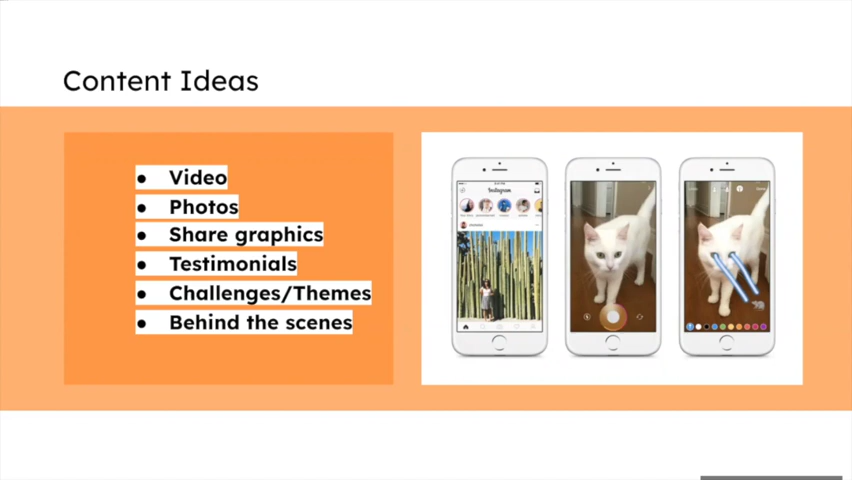 Content Ideas
● Video
● Photos
● Share graphics
● Testimonials
● Challenges/Themes
● Behind the scenes
Instagram